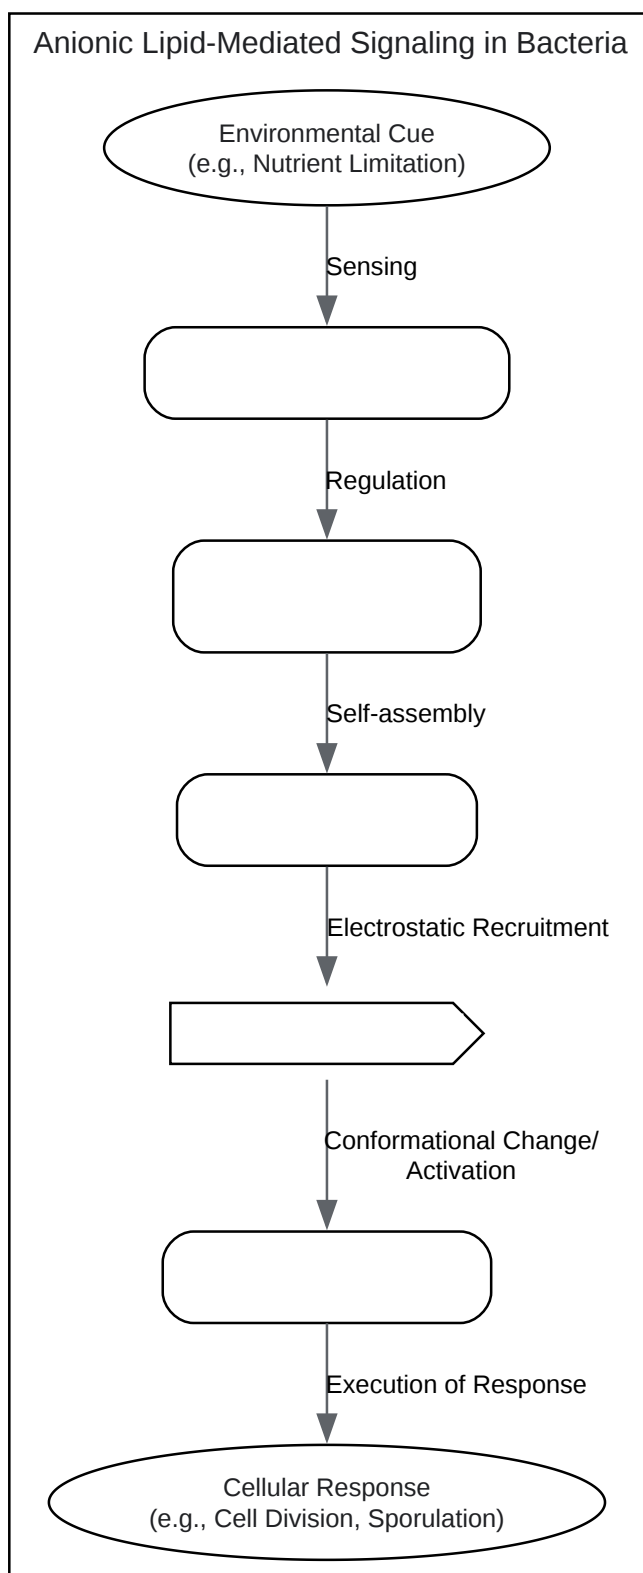 Anionic Lipid-Mediated Signaling in Bacteria
Environmental Cue
(e.g., Nutrient Limitation)
Sensing
Regulation
Self-assembly
Electrostatic Recruitment
Conformational Change/
Activation
Execution of Response
Cellular Response
(e.g., Cell Division, Sporulation)